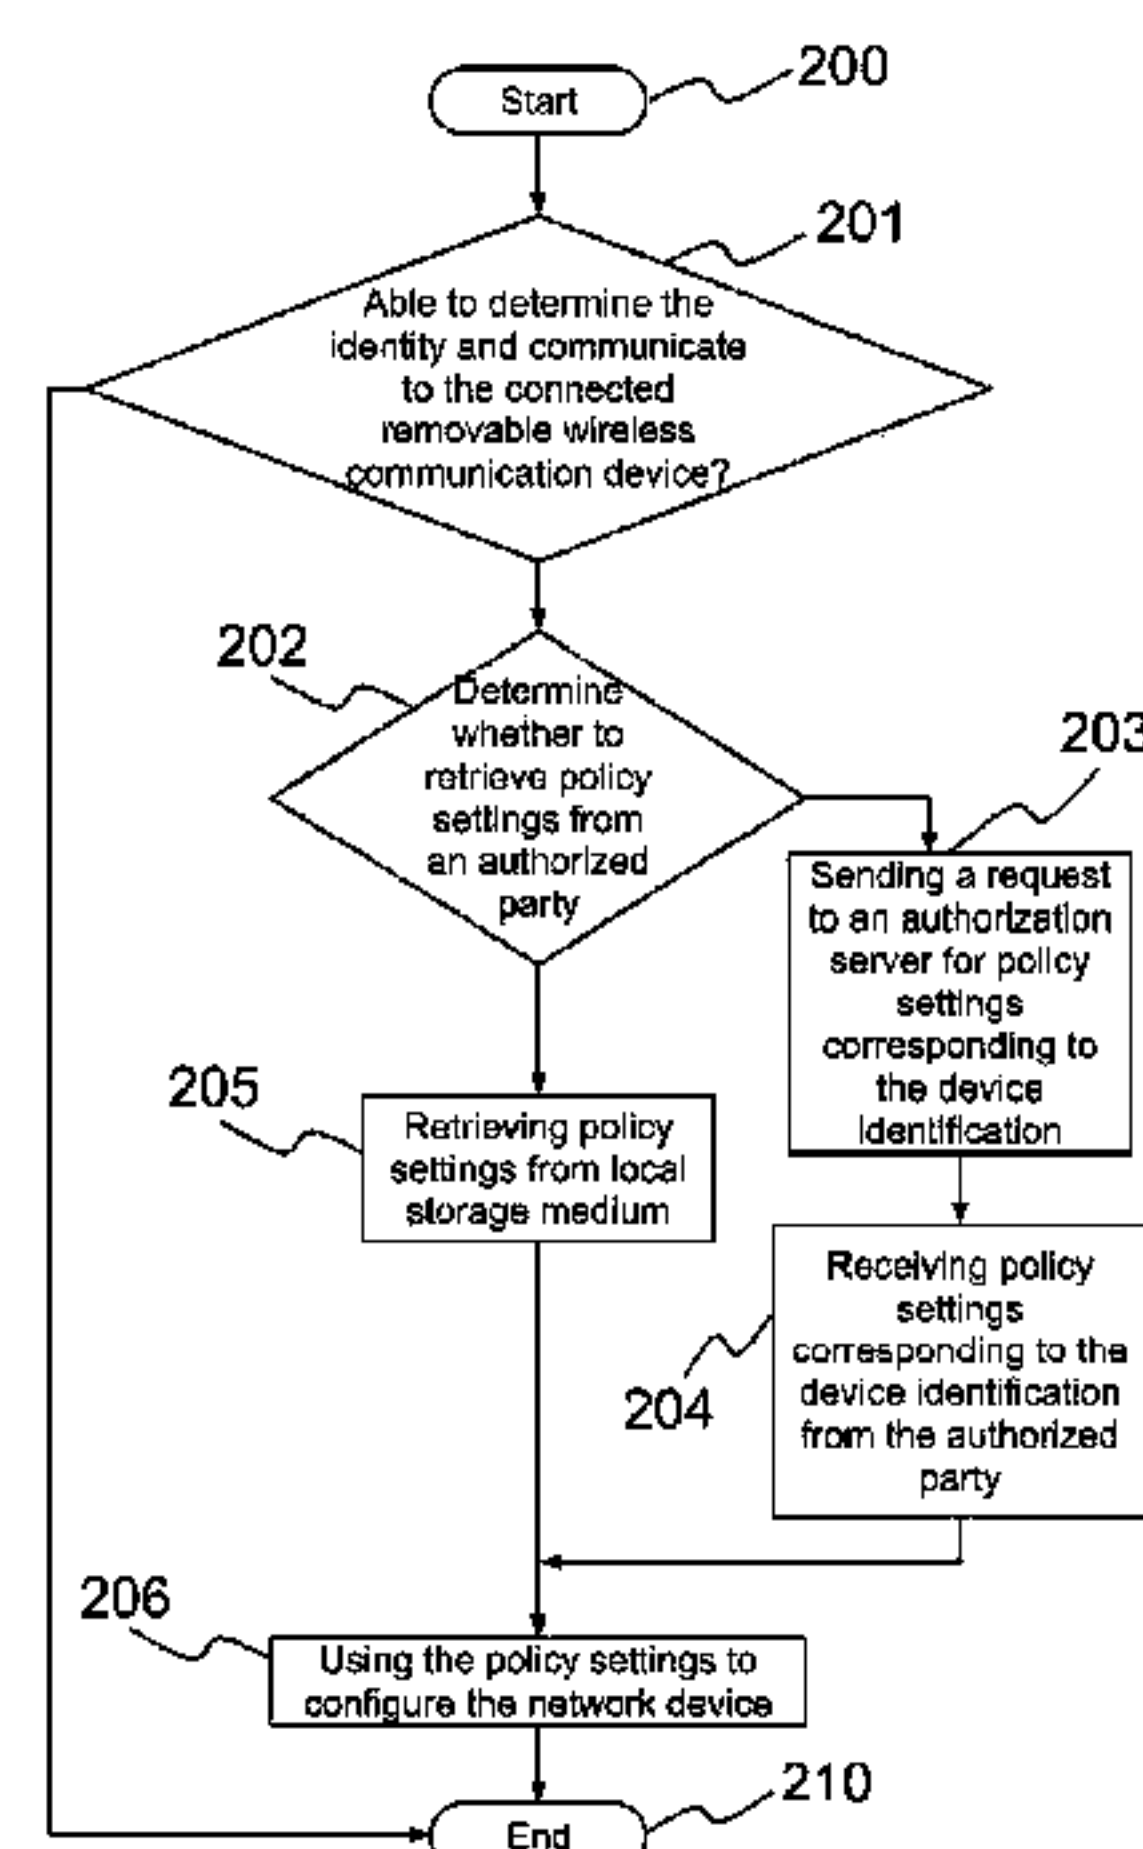 200
Start
201
Able to determine the
identity and communicate
to the connected
removable wireless
communication device?
202
Determine
whether to
retrieve policy
settings from
an authorized
party
203
Sending a request
to an authorization
server for policy
settings
corresponding to
the device
identification
205
Retrieving policy
settings from local
storage medium
Receiving policy
settings
corresponding to the
device identification
from the authorized
party
204
206
Using the policy settings to
configure the network device
210
End